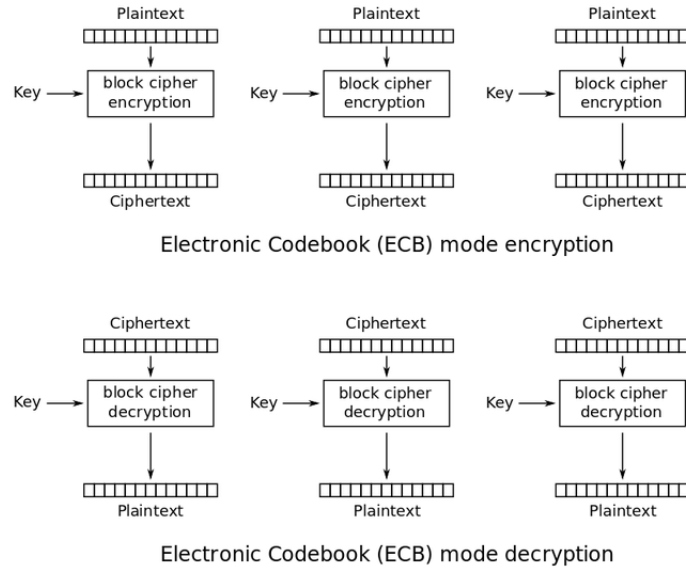 Plaintext Plaintext Plaintext
Key block cipher encryption Key block cipher encryption Key block cipher encryption
Ciphertext Ciphertext Ciphertext
Electronic Codebook (ECB) mode encryption
Ciphertext Ciphertext Ciphertext
Key block cipher decryption Key block cipher decryption Key block cipher decryption
Plaintext Plaintext Plaintext
Electronic Codebook (ECB) mode decryption